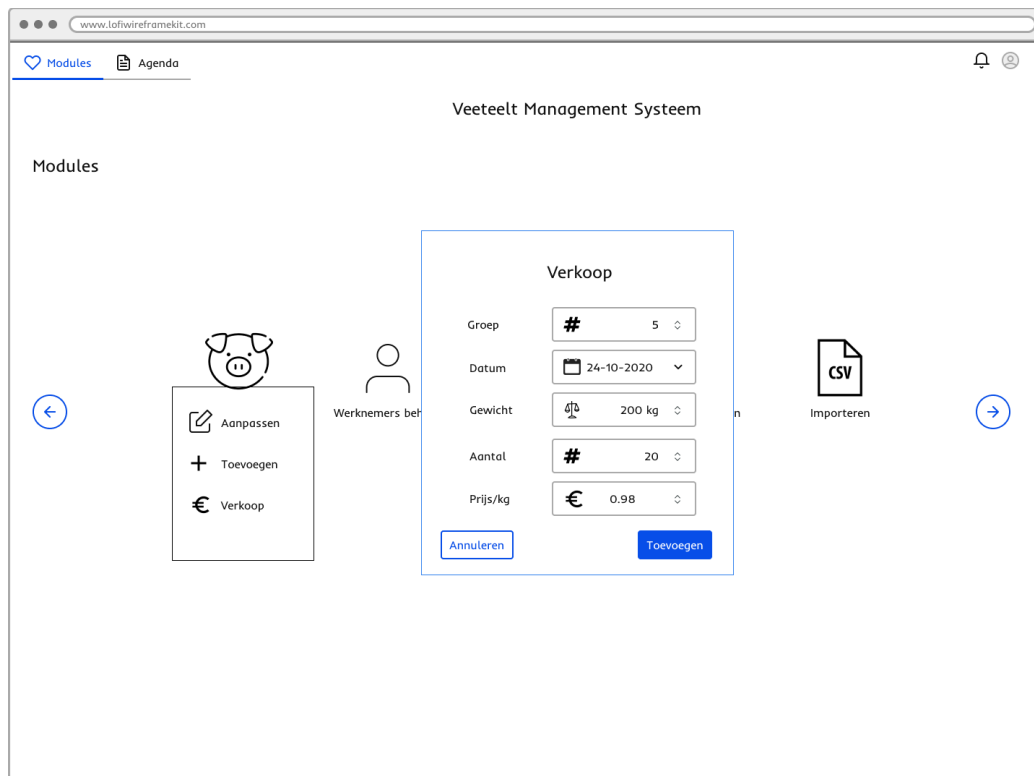 www.lofiwireframekit.com
Modules
Agenda
Veeteelt Management Systeem
Modules
Verkoop
Groep
# 5
Datum
24-10-2020
Gewicht
200 kg
Aantal
# 20
Prijs/kg
€ 0.98
Annuleren
Toevoegen
Aanpassen
+ Toevoegen
€ Verkoop
Werknemers beh
n
CSV
Importeren